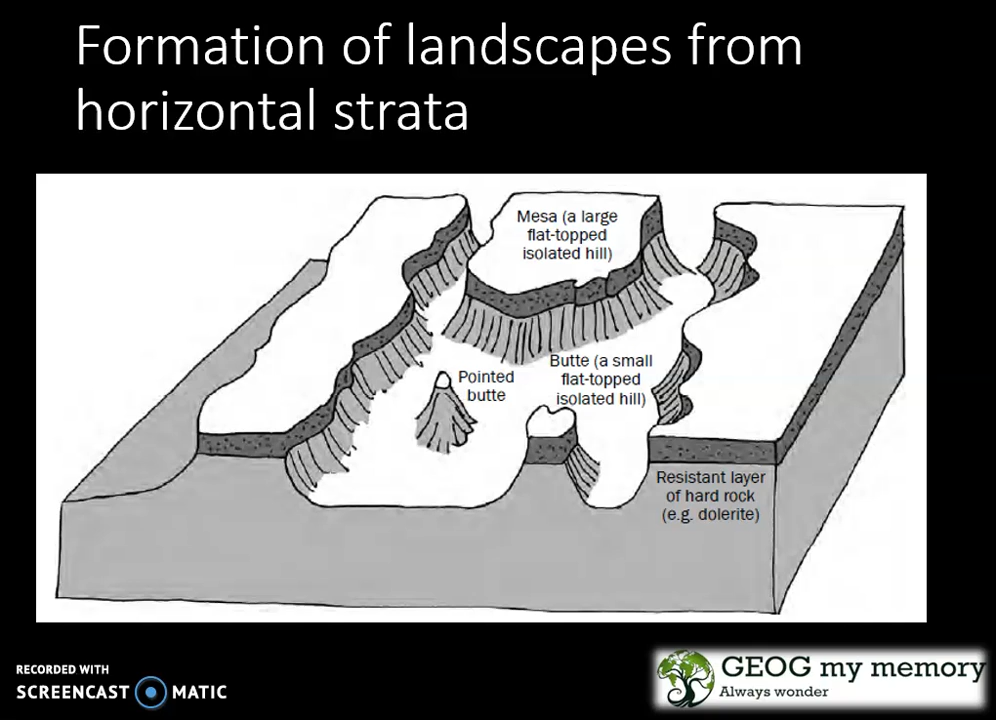 Formation of landscapes from
horizontal strata
Mesa (a large
flat-topped
isolated hill)
Butte (a small
flat-topped
isolated hill)
Pointed
butte
Resistant layer
of hard rock
(e.g. dolerite)
RECORDED WITH
SCREENCAST MATIC
GEOG my memory
Always wonder